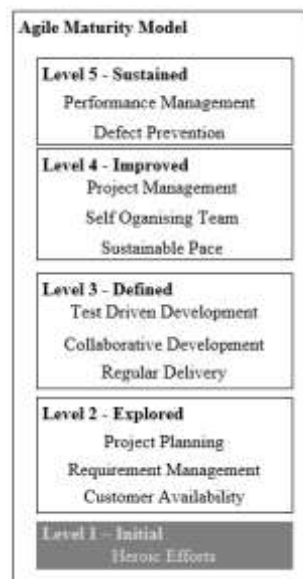 Agile Maturity Model
Level 5 - Sustained
Performance Management
Defect Prevention
Level 4 - Improved
Project Management
Self Oganising Team
Sustainable Pace
Level 3 - Defined
Test Driven Development
Collaborative Development
Regular Delivery
Level 2 - Explored
Project Planning
Requirement Management
Customer Availability
Level 1 – Initial
Heroic Efforts